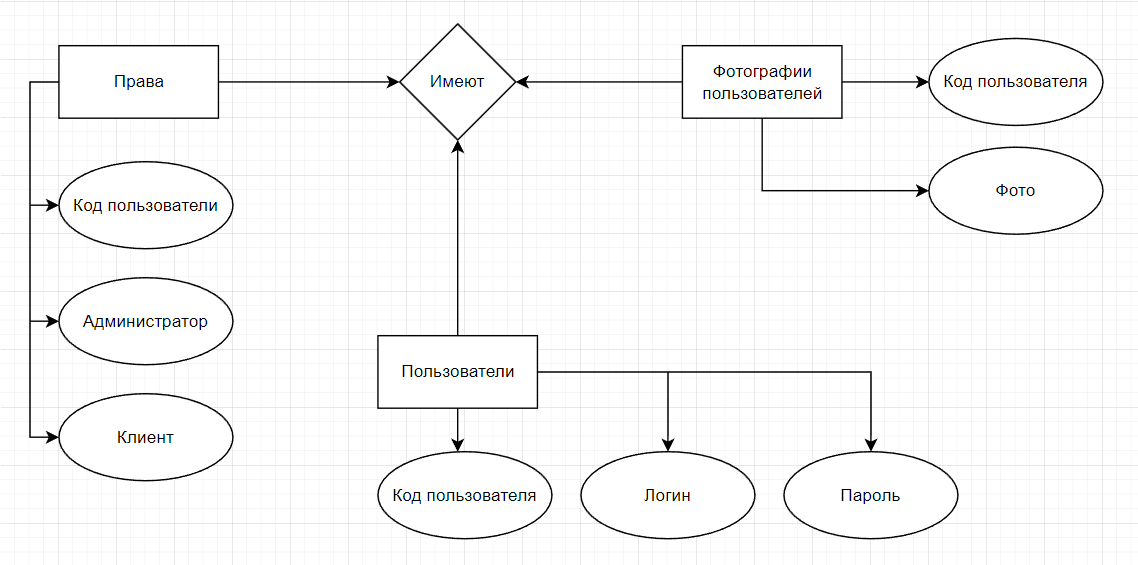 Права
Имеют
Фотографии
пользователей
Код пользователя
Код пользователи
Фото
Администратор
Пользователи
Клиент
Код пользователя
Логин
Пароль